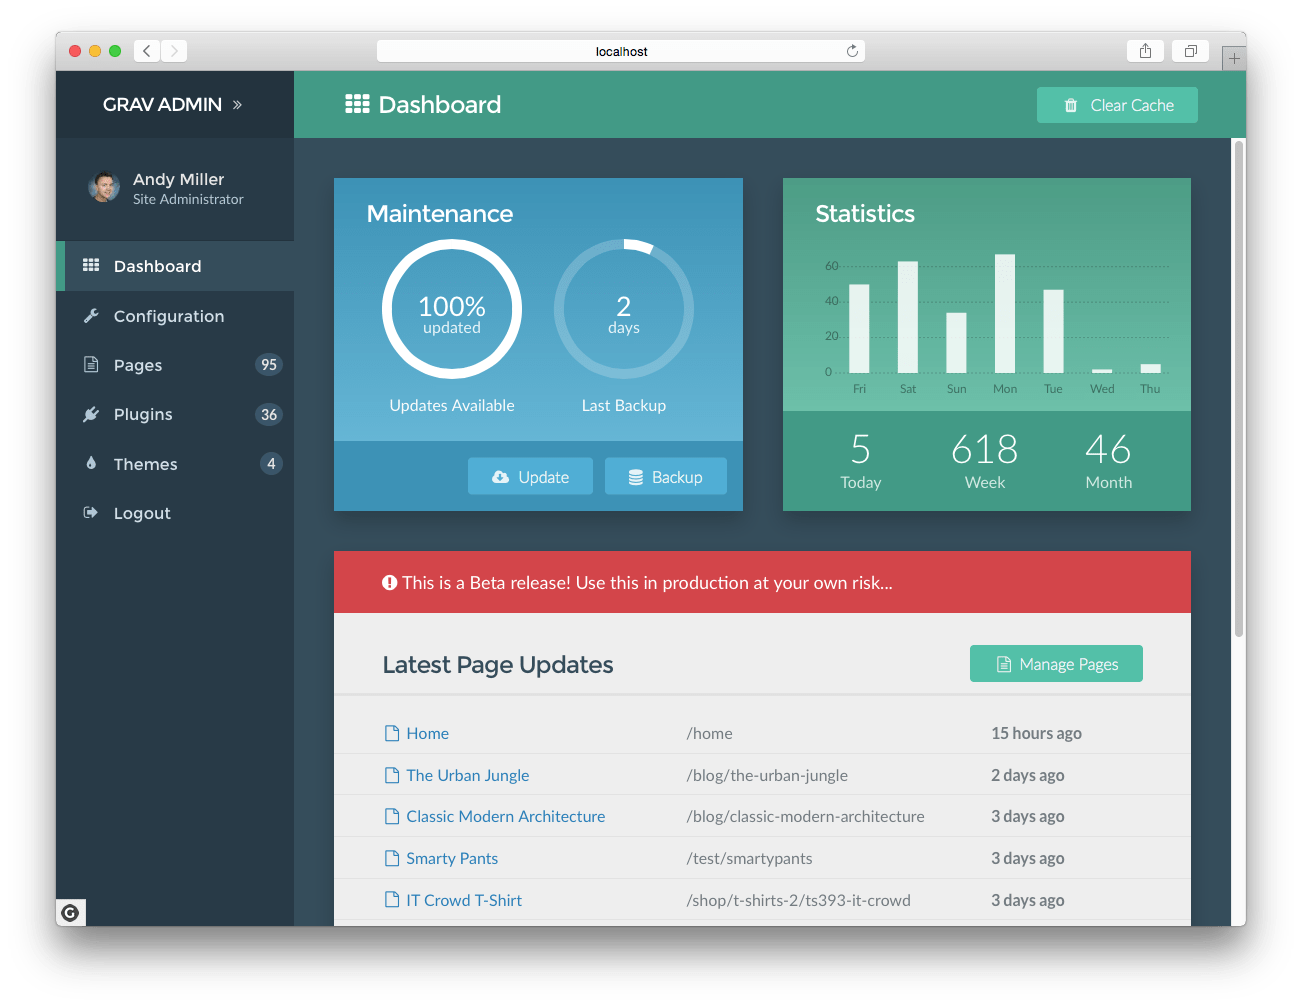 localhost
GRAV ADMIN
Dashboard
Clear Cache
Andy Miller
Site Administrator
Dashboard
Configuration
Pages 95
Plugins 36
Themes 4
Logout
Maintenance
100%
updated
Updates Available
2
days
Last Backup
Update
Backup
Statistics
60
40
20
0
Fri Sat Sun Mon Tue Wed Thu
5
Today
618
Week
46
Month
This is a Beta release! Use this in production at your own risk...
Latest Page Updates
Manage Pages
Home /home 15 hours ago
The Urban Jungle /blog/the-urban-jungle 2 days ago
Classic Modern Architecture /blog/classic-modern-architecture 3 days ago
Smarty Pants /test/smartypants 3 days ago
IT Crowd T-Shirt /shop/t-shirts-2/ts393-it-crowd 3 days ago